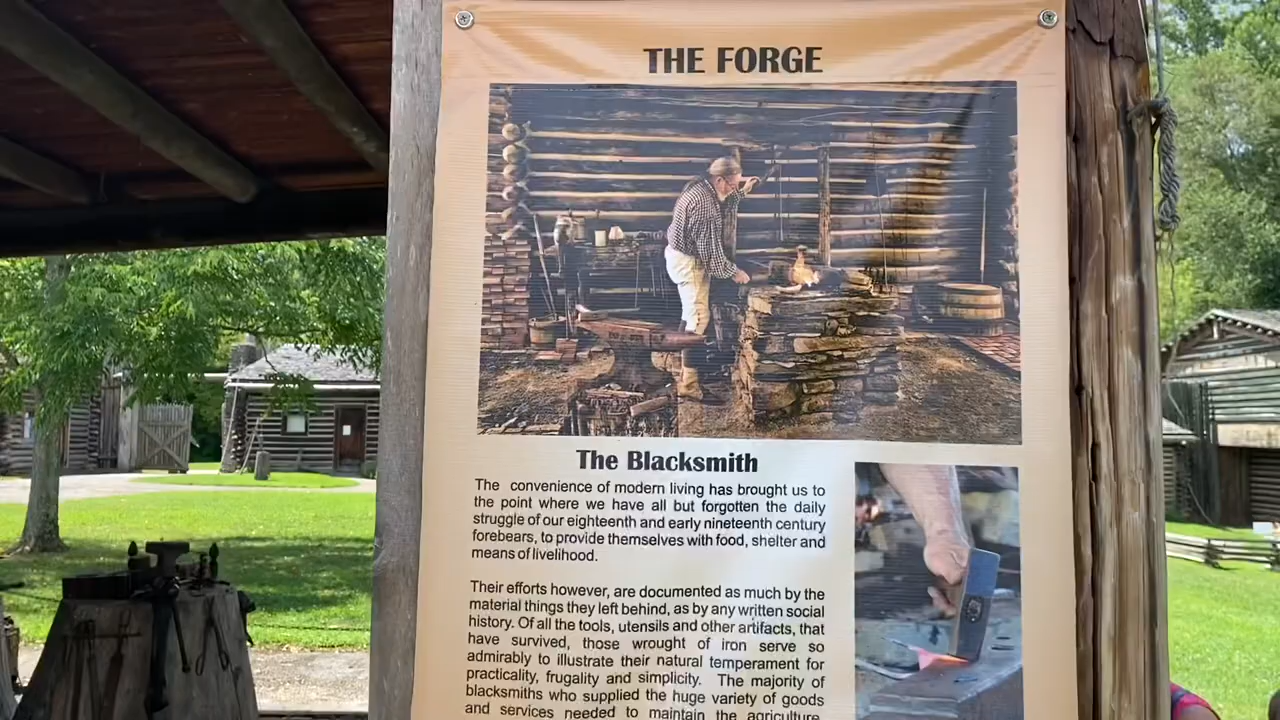 THE FORGE
The Blacksmith
The convenience of modern living has brought us to
the point where we have all but forgotten the daily
struggle of our eighteenth and early nineteenth century
forebears, to provide themselves with food, shelter and
means of livelihood.
Their efforts however, are documented as much by the
material things they left behind, as by any written social
history. Of all the tools, utensils and other artifacts, that
have survived, those wrought of iron serve so
admirably to illustrate their natural temperament for
practicality, frugality and simplicity. The majority of
blacksmiths who supplied the huge variety of goods
and services needed to maintain the agriculture,